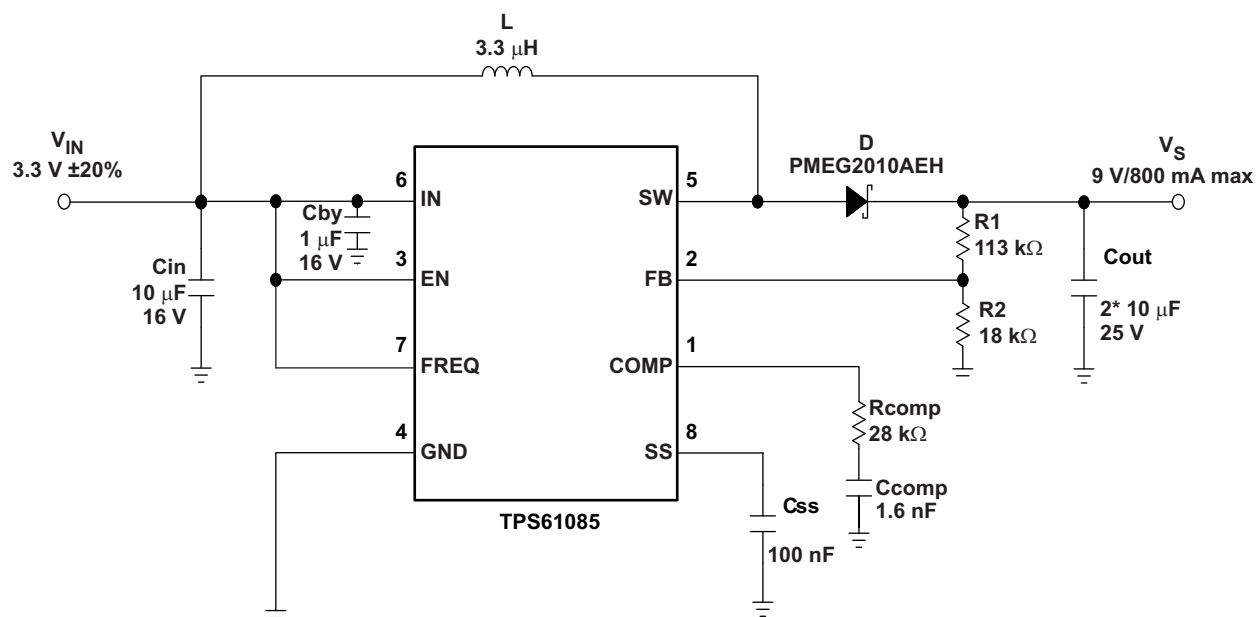 L
3.3 μH
V_IN
3.3 V ±20%
D
PMEG2010AEH
V_S
9 V/800 mA max
6
IN
5
SW
Cby
1 μF
16 V
R1
113 kΩ
Cin
10 μF
16 V
3
EN
2
FB
Cout
2* 10 μF
25 V
R2
18 kΩ
7
FREQ
1
COMP
Rcomp
28 kΩ
4
GND
8
SS
Ccomp
1.6 nF
Css
100 nF
TPS61085